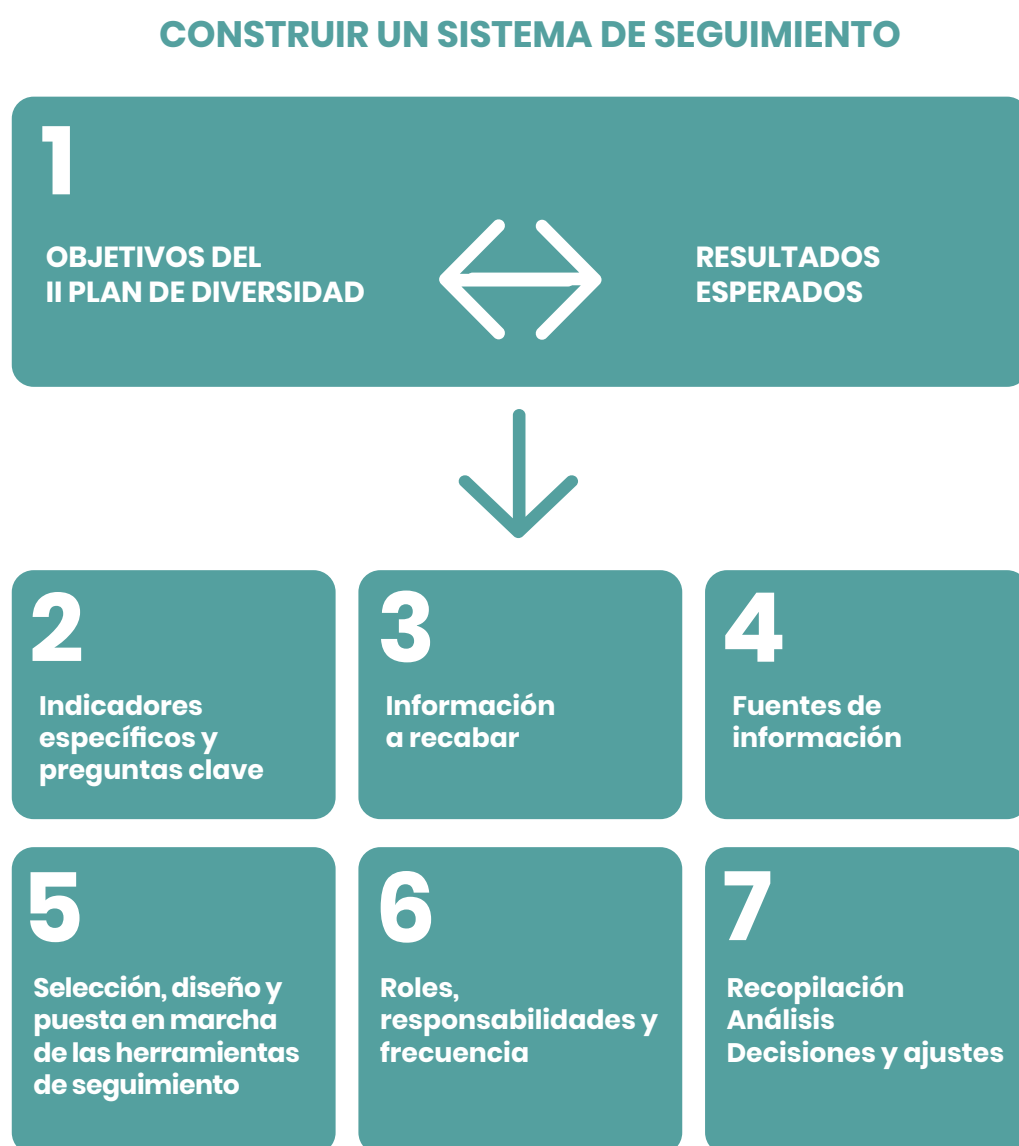 CONSTRUIR UN SISTEMA DE SEGUIMIENTO
1
OBJETIVOS DEL
II PLAN DE DIVERSIDAD
RESULTADOS
ESPERADOS
2
Indicadores
específicos y
preguntas clave
3
Información
a recabar
4
Fuentes de
información
5
Selección, diseño y
puesta en marcha
de las herramientas
de seguimiento
6
Roles,
responsabilidades y
frecuencia
7
Recopilación
Análisis
Decisiones y ajustes